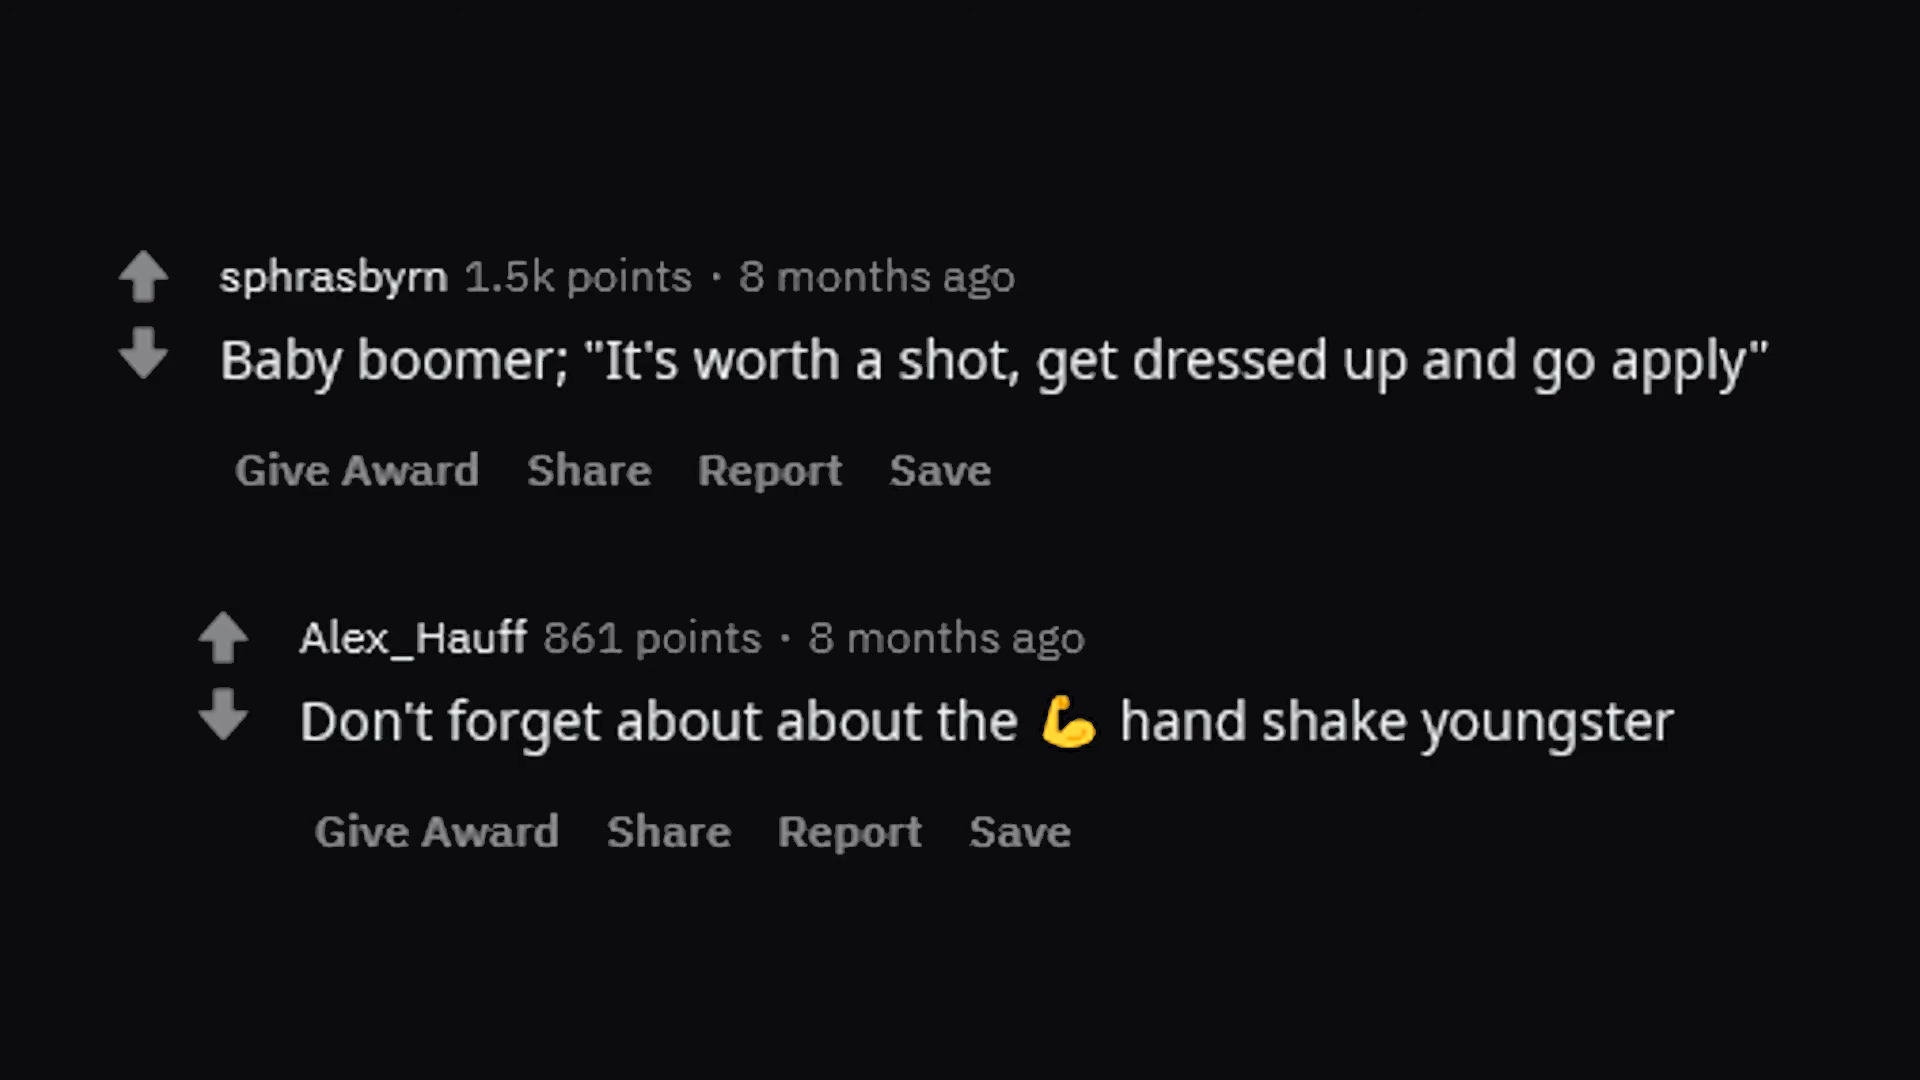 sphrasbyrn 1.5k points · 8 months ago
Baby boomer; "It's worth a shot, get dressed up and go apply"
Give Award Share Report Save
Alex_Hauff 861 points · 8 months ago
Don't forget about about the 💪 hand shake youngster
Give Award Share Report Save